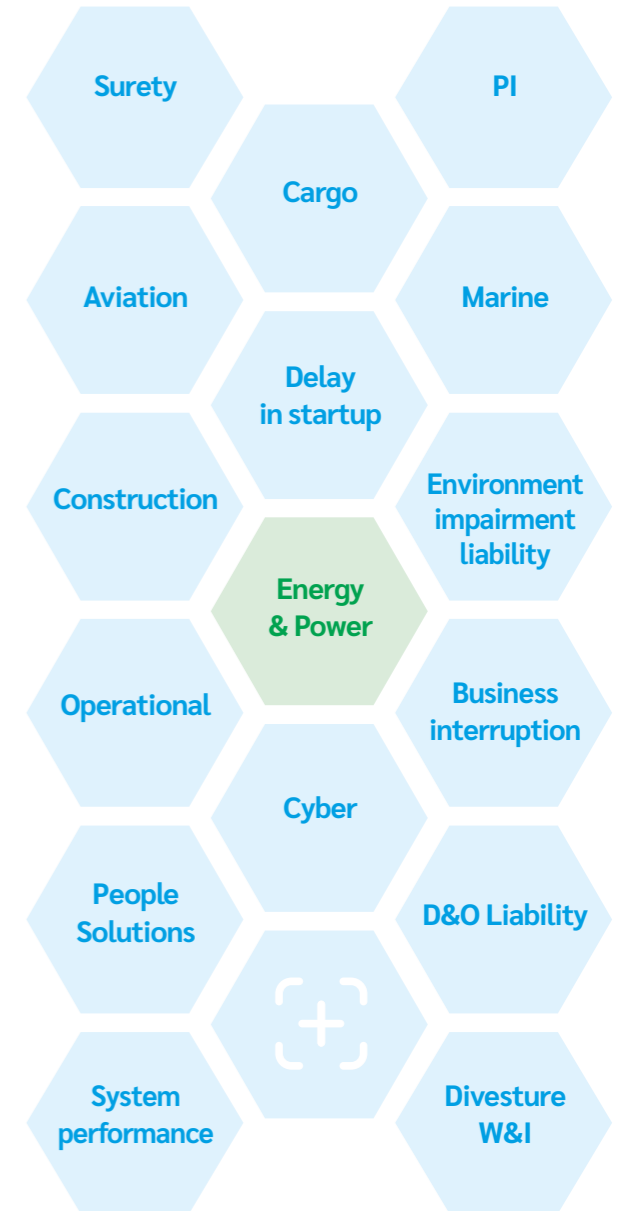 Surety
PI
Cargo
Aviation
Marine
Delay
in startup
Construction
Environment
impairment
liability
Energy
& Power
Operational
Business
interruption
Cyber
People
Solutions
D&O Liability
System
performance
Divesture
W&I